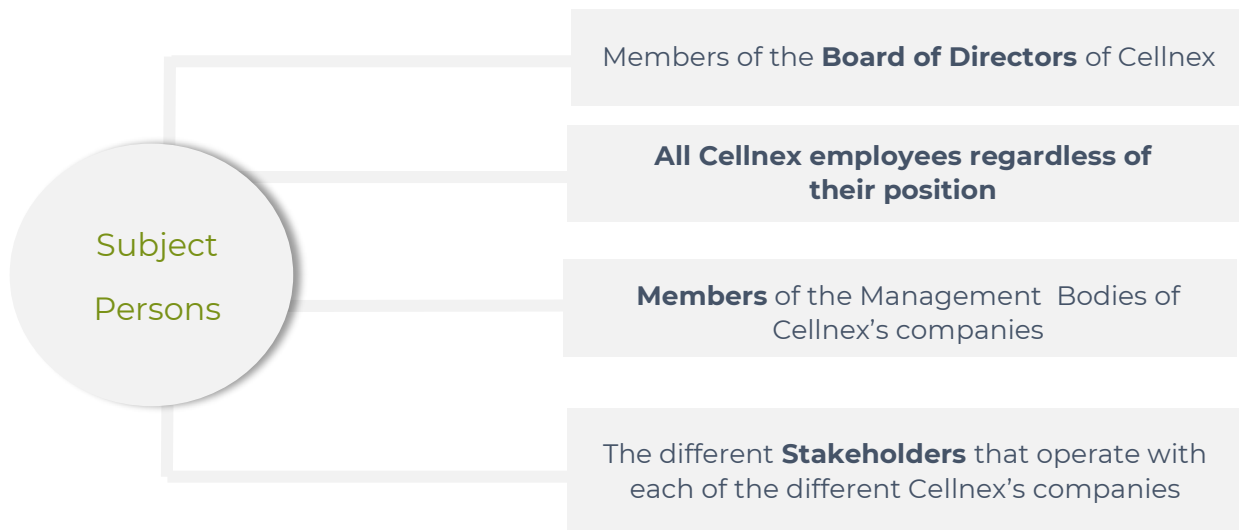 Subject
Persons
Members of the Board of Directors of Cellnex
All Cellnex employees regardless of
their position
Members of the Management Bodies of
Cellnex’s companies
The different Stakeholders that operate with
each of the different Cellnex’s companies